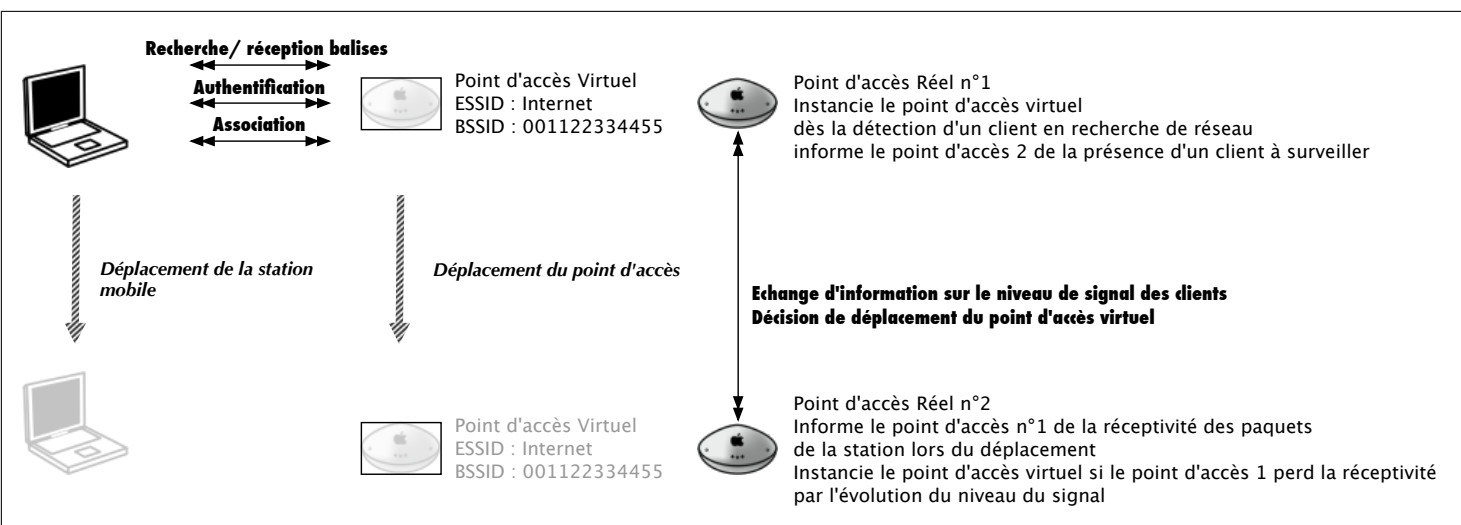 Recherche/ réception balises
Authentification
Association
Point d'accès Virtuel
ESSID : Internet
BSSID : 001122334455
Point d'accès Réel n°1
Instancie le point d'accès virtuel
dès la détection d'un client en recherche de réseau
informe le point d'accès 2 de la présence d'un client à surveiller
Déplacement de la station
mobile
Déplacement du point d'accès
Echange d'information sur le niveau de signal des clients
Décision de déplacement du point d'accès virtuel
Point d'accès Virtuel
ESSID : Internet
BSSID : 001122334455
Point d'accès Réel n°2
Informe le point d'accès n°1 de la réceptivité des paquets
de la station lors du déplacement
Instancie le point d'accès virtuel si le point d'accès 1 perd la réceptivité
par l'évolution du niveau du signal